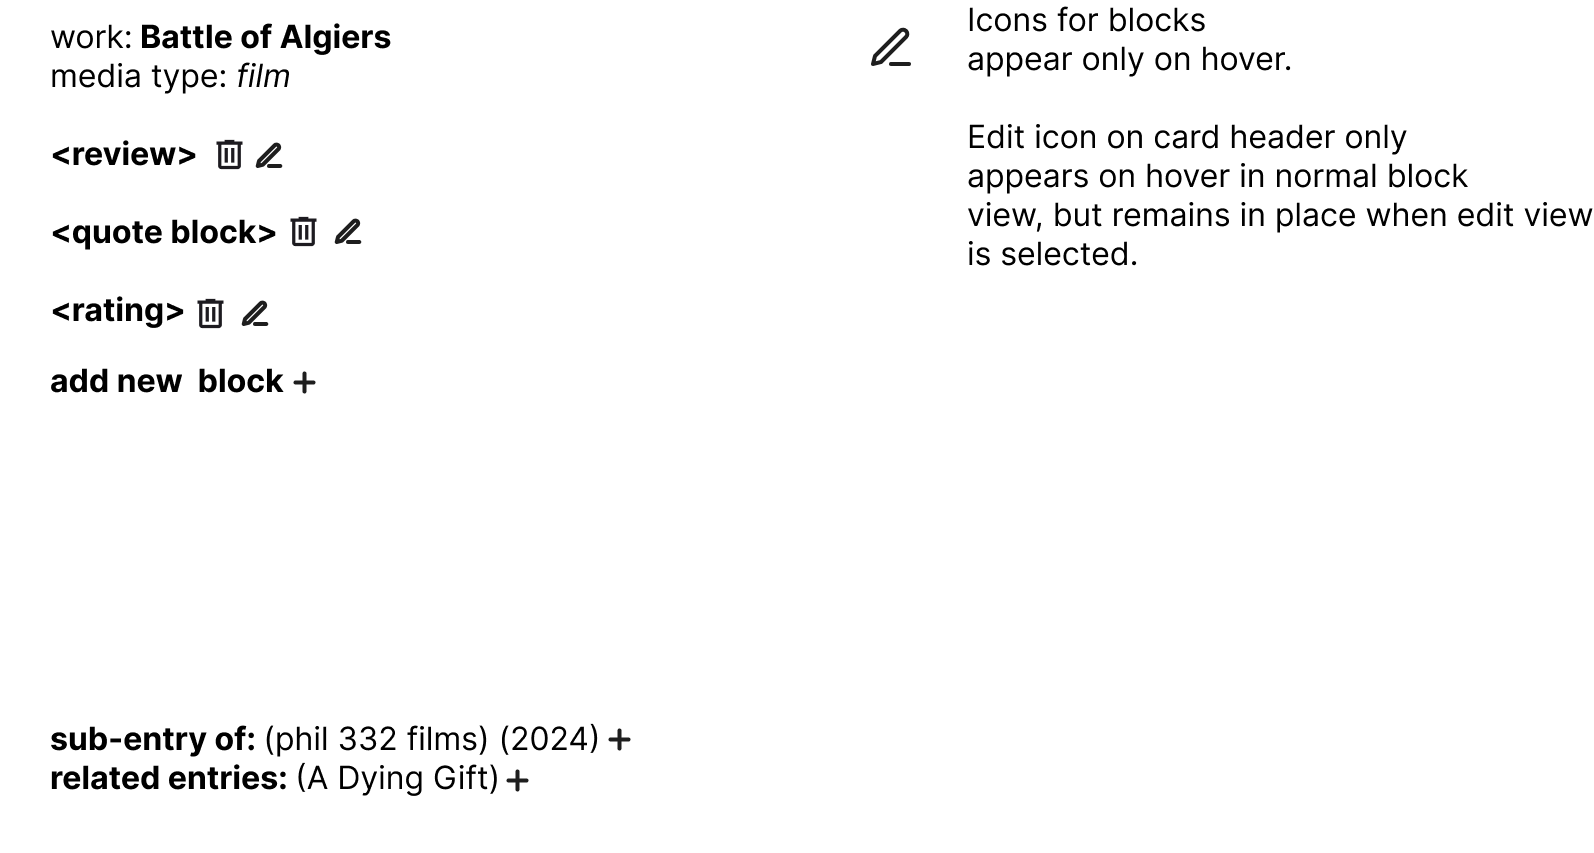 work: Battle of Algiers
media type: film
<review>
<quote block>
<rating>
add new  block +
sub-entry of: (phil 332 films) (2024) +
related entries: (A Dying Gift) +
Icons for blocks
appear only on hover.
Edit icon on card header only
appears on hover in normal block
view, but remains in place when edit view
is selected.